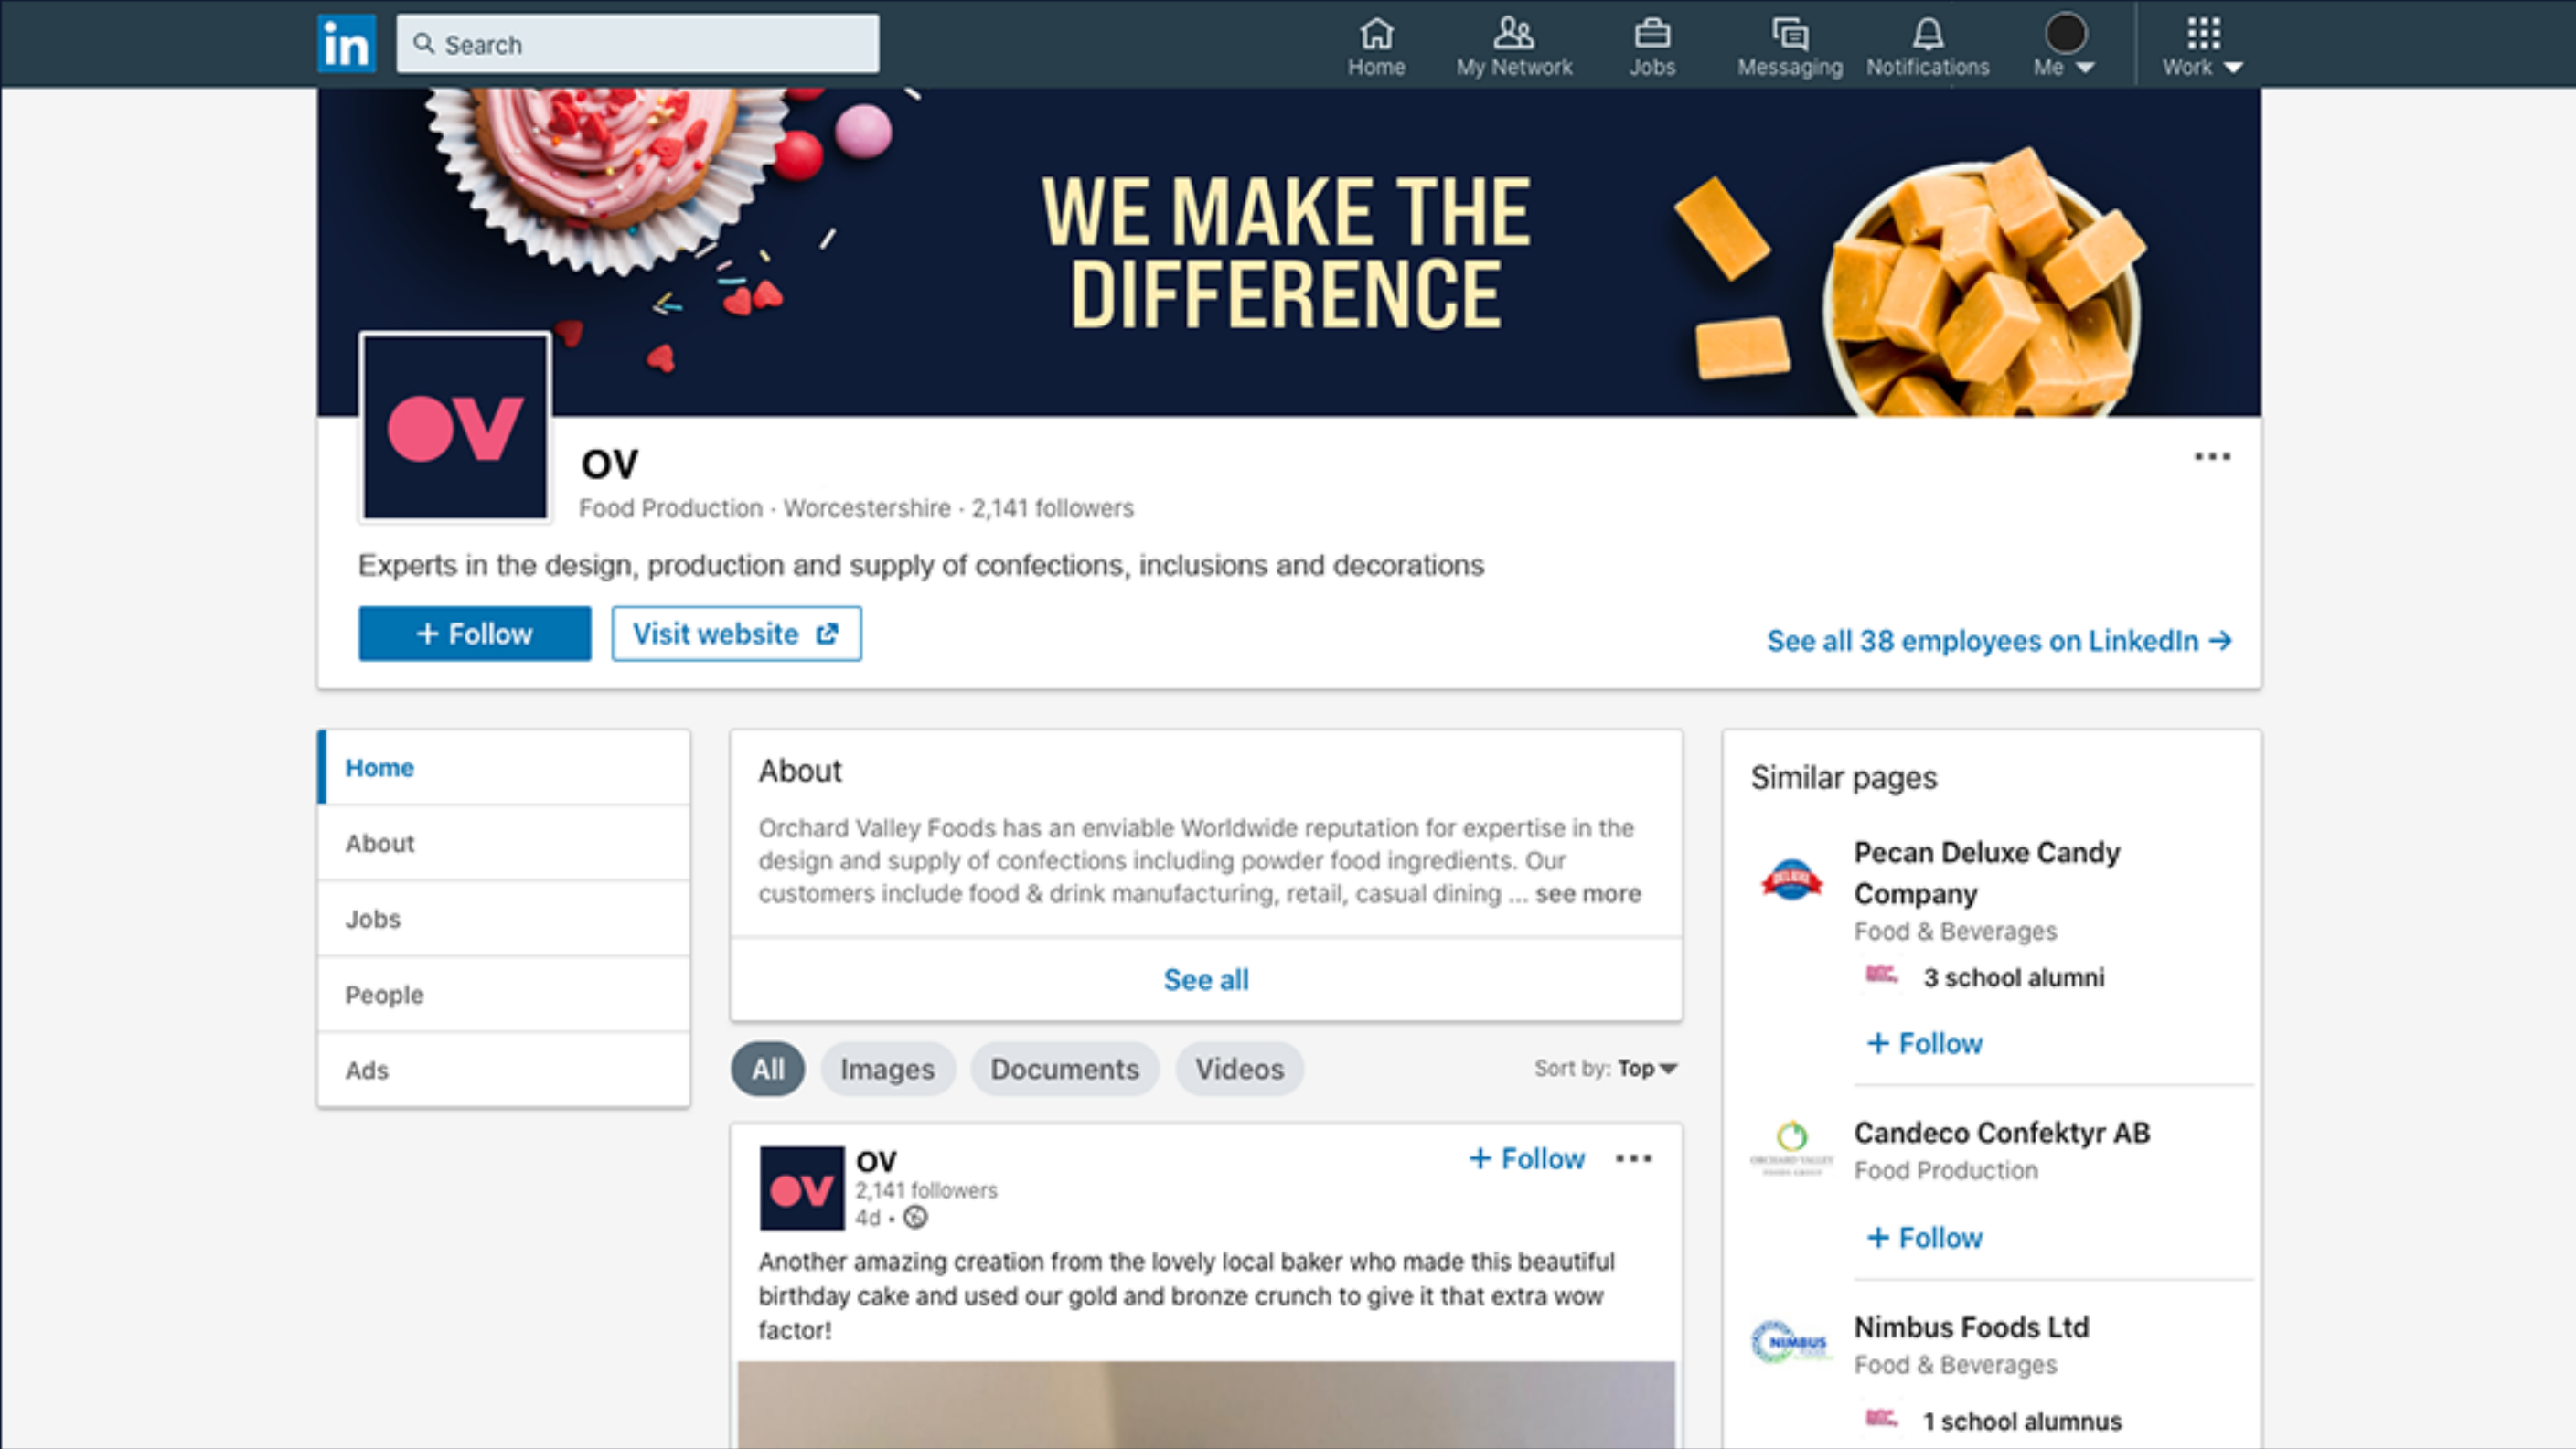 in
Search
Home
My Network
Jobs
Messaging
Notifications
Me
Work
WE MAKE THE
DIFFERENCE
OV
OV
Food Production · Worcestershire · 2,141 followers
Experts in the design, production and supply of confections, inclusions and decorations
+ Follow
Visit website
See all 38 employees on LinkedIn →
Home
About
Jobs
People
Ads
About
Orchard Valley Foods has an enviable Worldwide reputation for expertise in the
design and supply of confections including powder food ingredients. Our
customers include food & drink manufacturing, retail, casual dining ... see more
See all
All
Images
Documents
Videos
Sort by: Top
OV
OV
2,141 followers
4d •
+ Follow
Another amazing creation from the lovely local baker who made this beautiful
birthday cake and used our gold and bronze crunch to give it that extra wow
factor!
Similar pages
DELUXE
Pecan Deluxe Candy
Company
Food & Beverages
3 school alumni
+ Follow
ORCHARD VALLEY
FOODS GROUP
Candeco Confektyr AB
Food Production
+ Follow
NIMBUS
Nimbus Foods Ltd
Food & Beverages
1 school alumnus